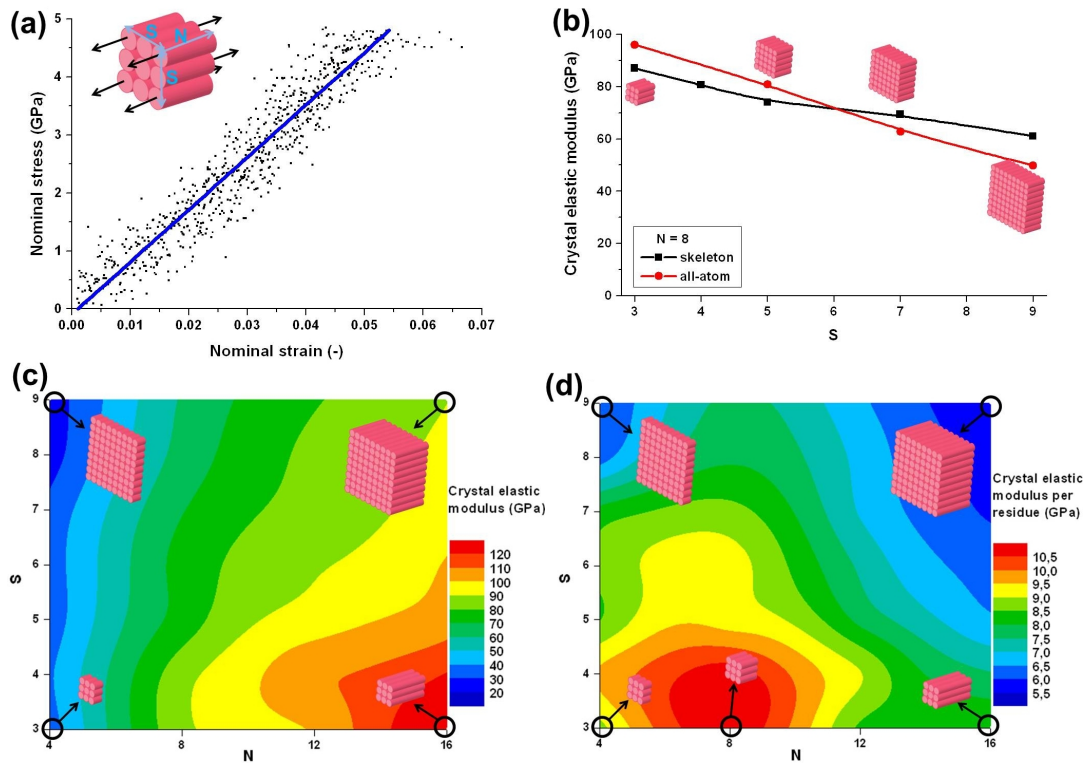 (a)
S
N
S
Nominal stress (GPa)
5
4
3
2
1
0
0.00 0.01 0.02 0.03 0.04 0.05 0.06 0.07
Nominal strain (-)
(b)
Crystal elastic modulus (GPa)
100
80
60
40
20
0
N = 8
skeleton
all-atom
3 4 5 6 7 8 9
S
(c)
S
9
8
7
6
5
4
3
4 8 12 16
N
Crystal elastic
modulus (GPa)
120
110
100
90
80
70
60
50
40
30
20
(d)
S
9
8
7
6
5
4
3
4 8 12 16
N
Crystal elastic
modulus per
residue (GPa)
10,5
10,0
9,5
9,0
8,5
8,0
7,5
7,0
6,5
6,0
5,5